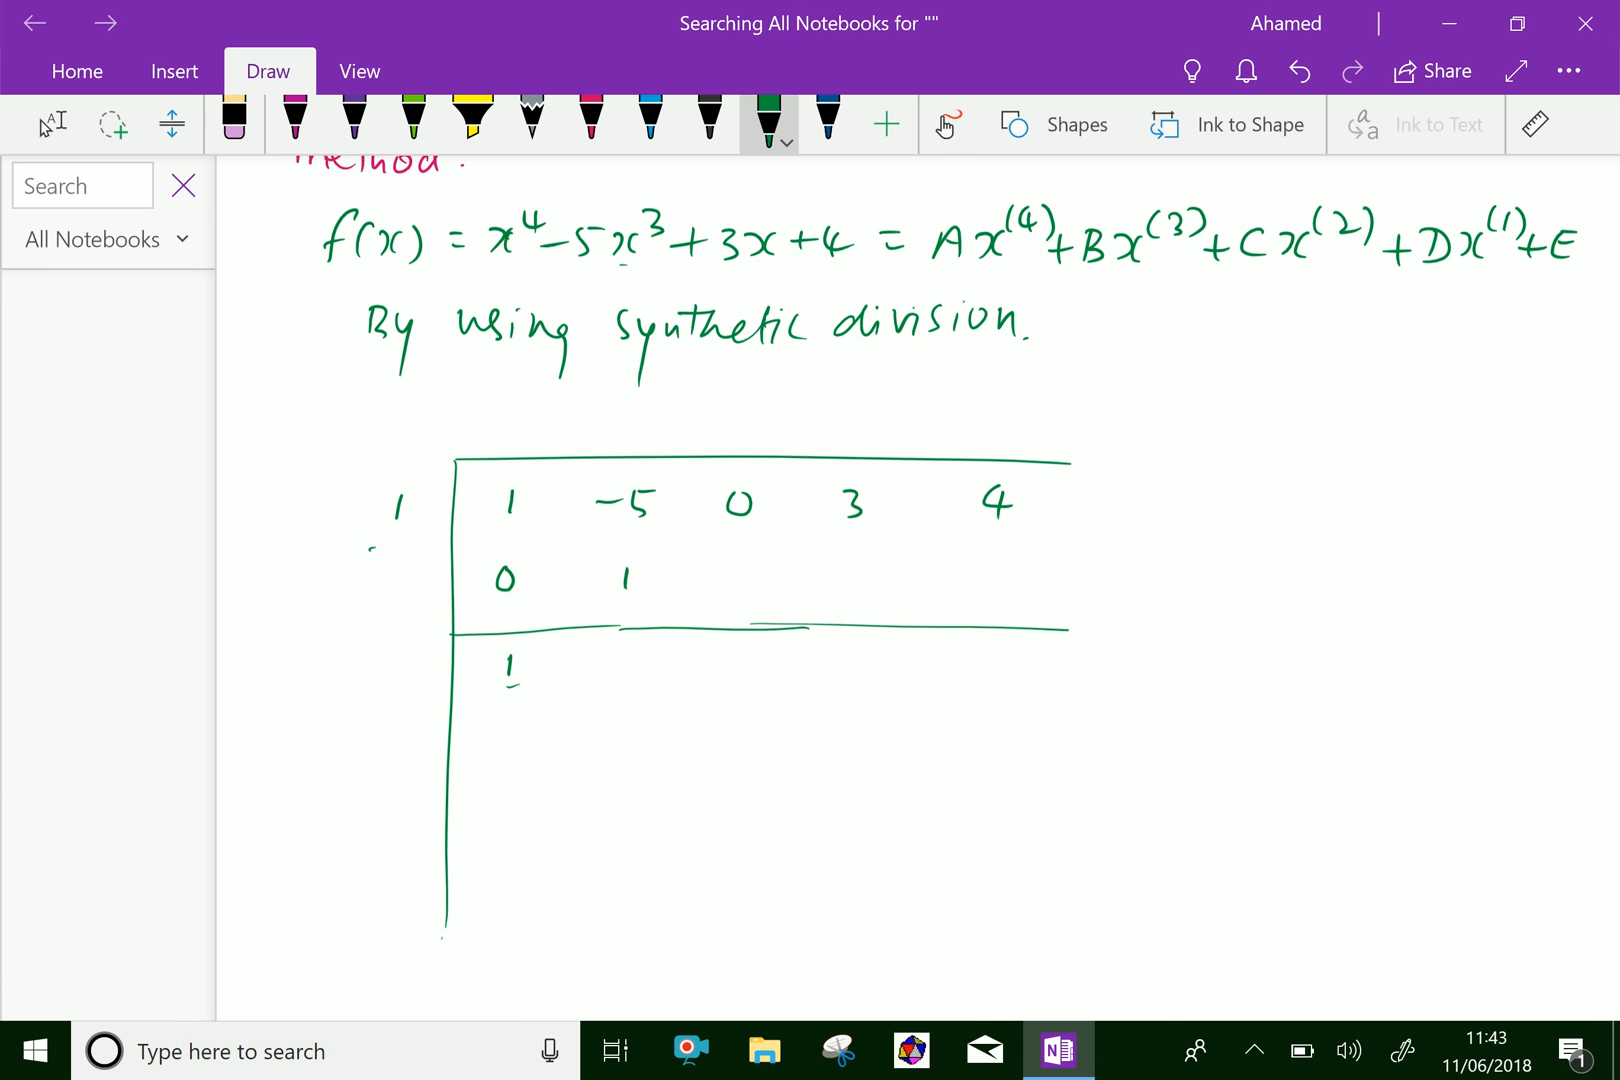 Searching All Notebooks for ""
Ahamed
Home Insert Draw View
Share
Shapes Ink to Shape Ink to Text
Search
All Notebooks
method.
f(x) = x⁴ - 5x³ + 3x + 4 = Ax⁽⁴⁾ + Bx⁽³⁾ + Cx⁽²⁾ + Dx⁽¹⁾ + E
By using synthetic division.
1 1 -5 0 3 4
0 1
1
Type here to search
11:43
11/06/2018
1